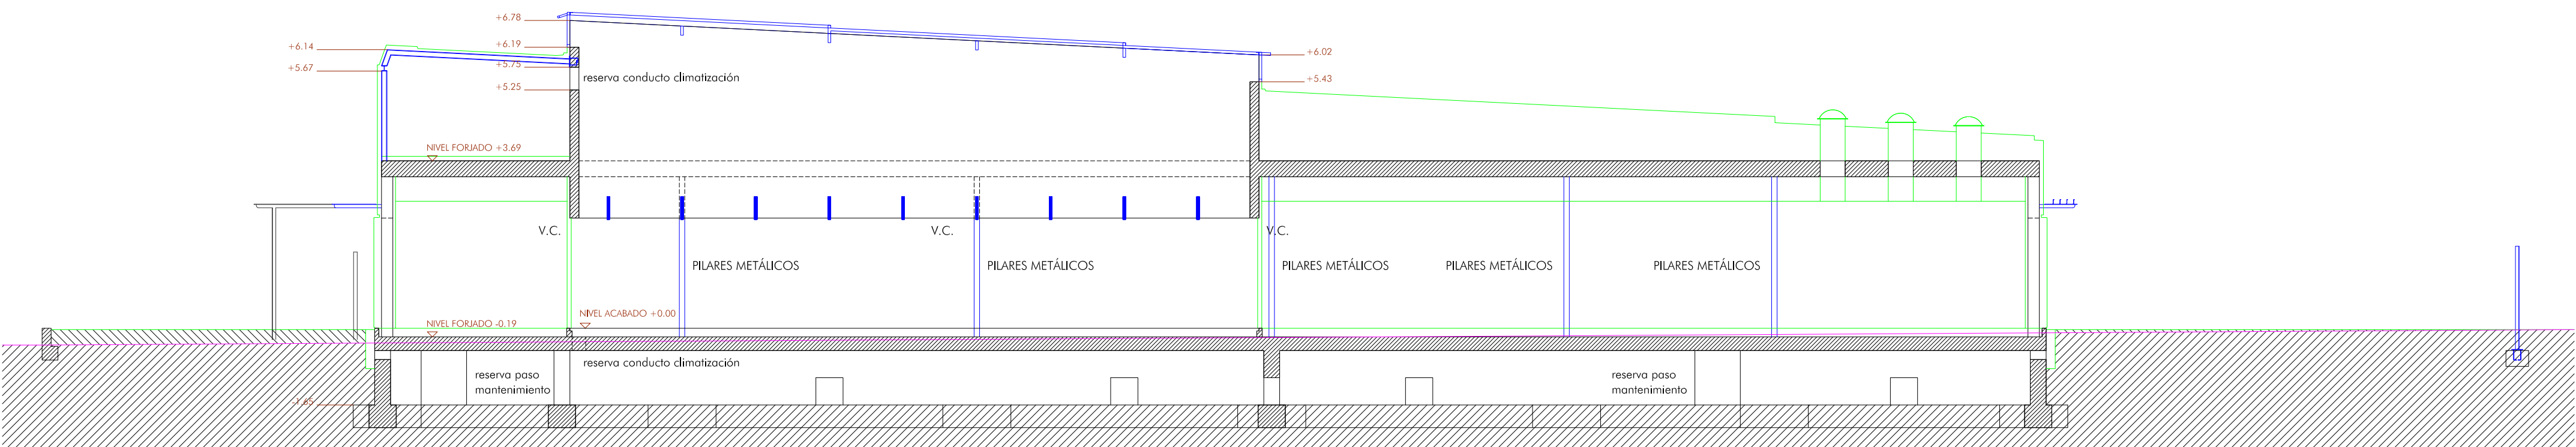 +6.78
+6.14
+6.19
+6.02
+5.67
+5.75
reserva conducto climatización
+5.43
+5.25
NIVEL FORJADO +3.69
V.C.
V.C.
V.C.
PILARES METÁLICOS
PILARES METÁLICOS
PILARES METÁLICOS
PILARES METÁLICOS
PILARES METÁLICOS
NIVEL ACABADO +0.00
NIVEL FORJADO -0.19
reserva conducto climatización
reserva paso
mantenimiento
reserva paso
mantenimiento
-1.65